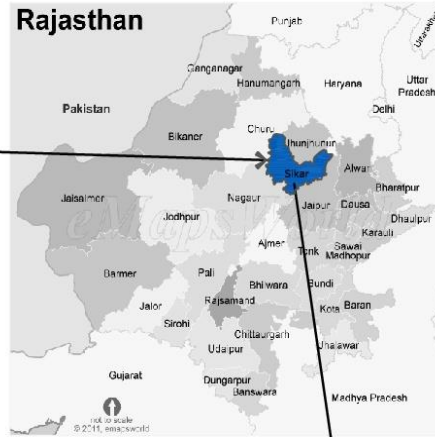 Rajasthan
Punjab
Uttarakhand
Ganganagar
Hanumangarh
Haryana
Uttar
Pradesh
Delhi
Pakistan
Churu
Jhunjhunur
Bikaner
Sikar
Alwar
Bharatpur
Jaisalmer
Nagaur
Jaipur
Dausa
Dhaulpur
Jodhpur
Karauli
Ajmer
Tonk
Sawai
Madhopur
Barmer
Pali
Bhilwara
Bundi
Rajsamand
Kota
Baran
Jalor
Sirohi
Chittaurgarh
Jhalawar
Udaipur
Gujarat
Dungarpur
Banswara
Madhya Pradesh
not to scale
© 2011, emapsworld